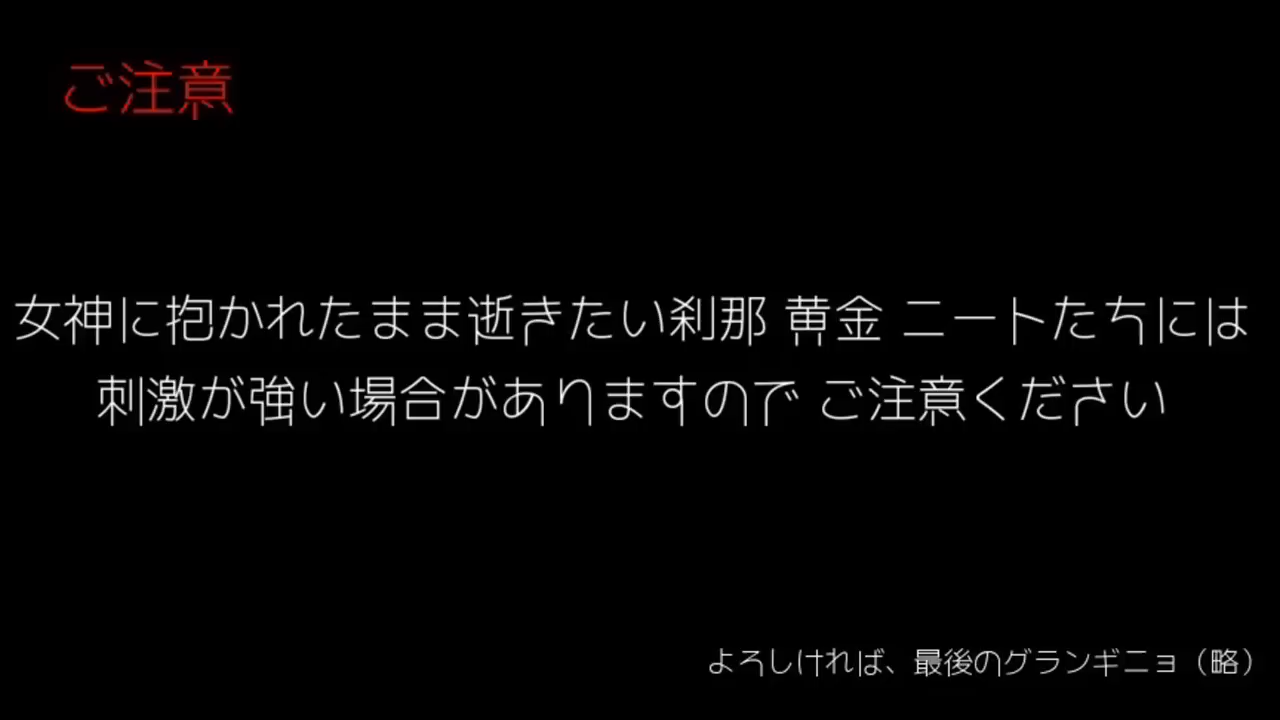 ご注意
女神に抱かれたまま逝きたい刹那 黄金 ニートたちには
刺激が強い場合がありますので ご注意ください
よろしければ、最後のグランギニョ（略）